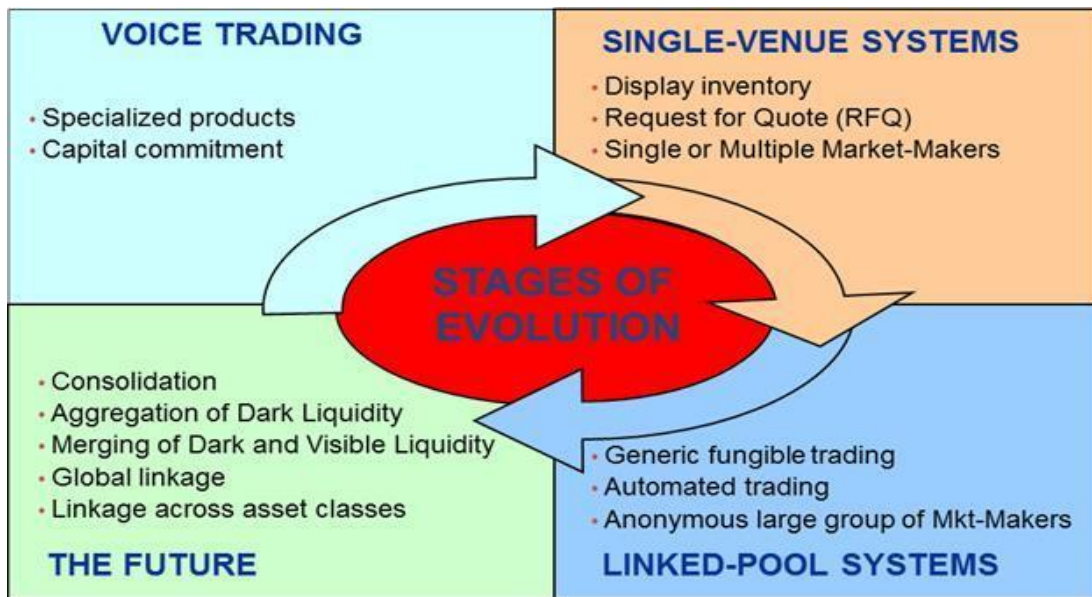 VOICE TRADING
• Specialized products
• Capital commitment
SINGLE-VENUE SYSTEMS
• Display inventory
• Request for Quote (RFQ)
• Single or Multiple Market-Makers
STAGES OF
EVOLUTION
• Consolidation
• Aggregation of Dark Liquidity
• Merging of Dark and Visible Liquidity
• Global linkage
• Linkage across asset classes
THE FUTURE
• Generic fungible trading
• Automated trading
• Anonymous large group of Mkt-Makers
LINKED-POOL SYSTEMS